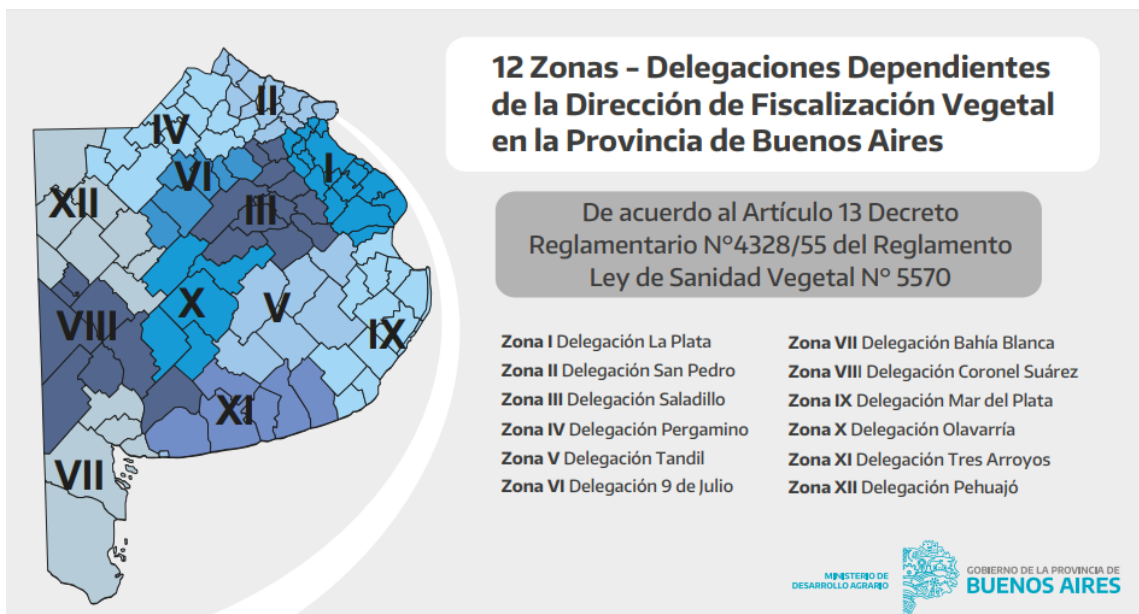 12 Zonas - Delegaciones Dependientes
de la Dirección de Fiscalización Vegetal
en la Provincia de Buenos Aires
De acuerdo al Artículo 13 Decreto
Reglamentario N°4328/55 del Reglamento
Ley de Sanidad Vegetal N° 5570
II
IV
I
VI
XII
III
X
V
VIII
IX
XI
VII
Zona I Delegación La Plata
Zona II Delegación San Pedro
Zona III Delegación Saladillo
Zona IV Delegación Pergamino
Zona V Delegación Tandil
Zona VI Delegación 9 de Julio
Zona VII Delegación Bahía Blanca
Zona VIII Delegación Coronel Suárez
Zona IX Delegación Mar del Plata
Zona X Delegación Olavarría
Zona XI Delegación Tres Arroyos
Zona XII Delegación Pehuajó
MINISTERIO DE
DESARROLLO AGRARIO
GOBIERNO DE LA PROVINCIA DE
BUENOS AIRES